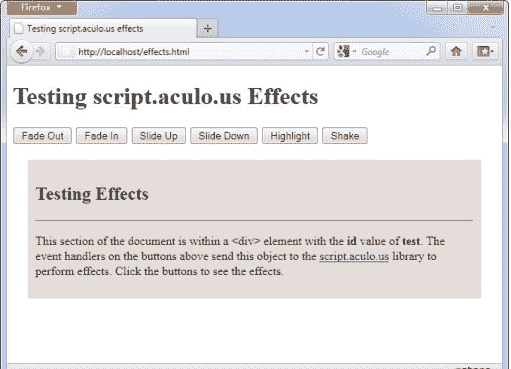 Firefox
Testing script.aculo.us effects
http://localhost/effects.html
Google
Testing script.aculo.us Effects
Fade Out Fade In Slide Up Slide Down Highlight Shake
Testing Effects
This section of the document is within a <div> element with the id value of test. The
event handlers on the buttons above send this object to the script.aculo.us library to
perform effects. Click the buttons to see the effects.